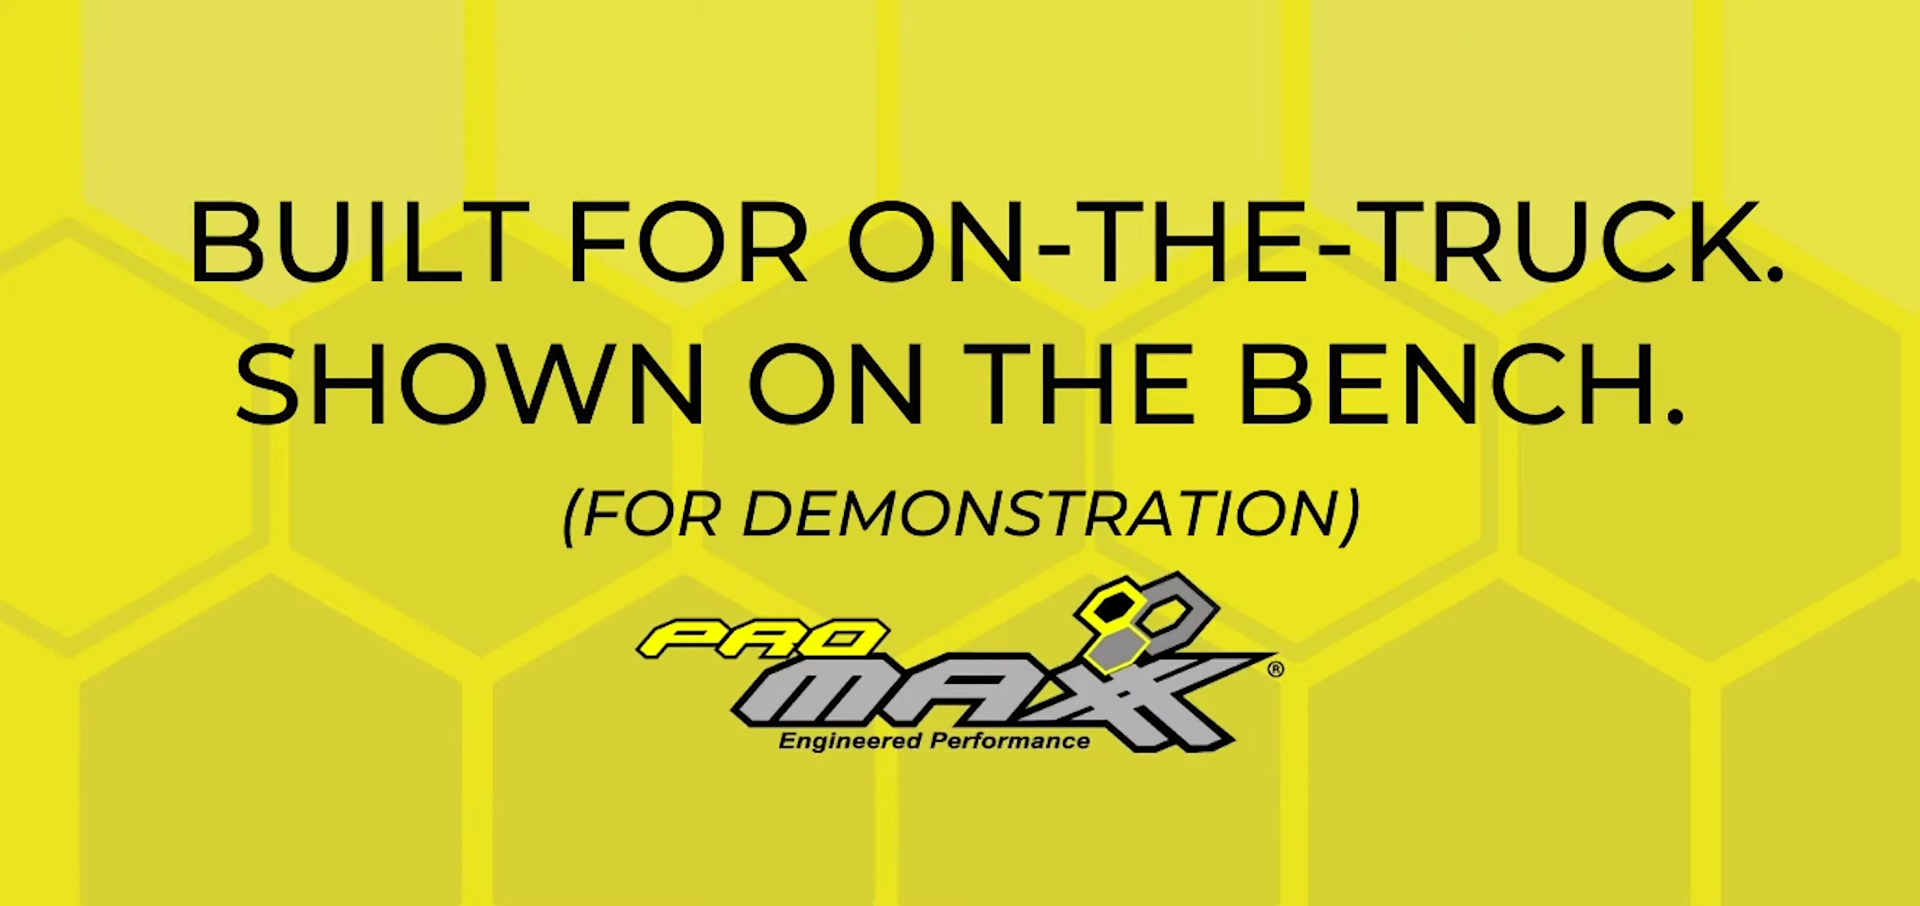 BUILT FOR ON-THE-TRUCK.
SHOWN ON THE BENCH.
(FOR DEMONSTRATION)
PRO
MAXX®
Engineered Performance